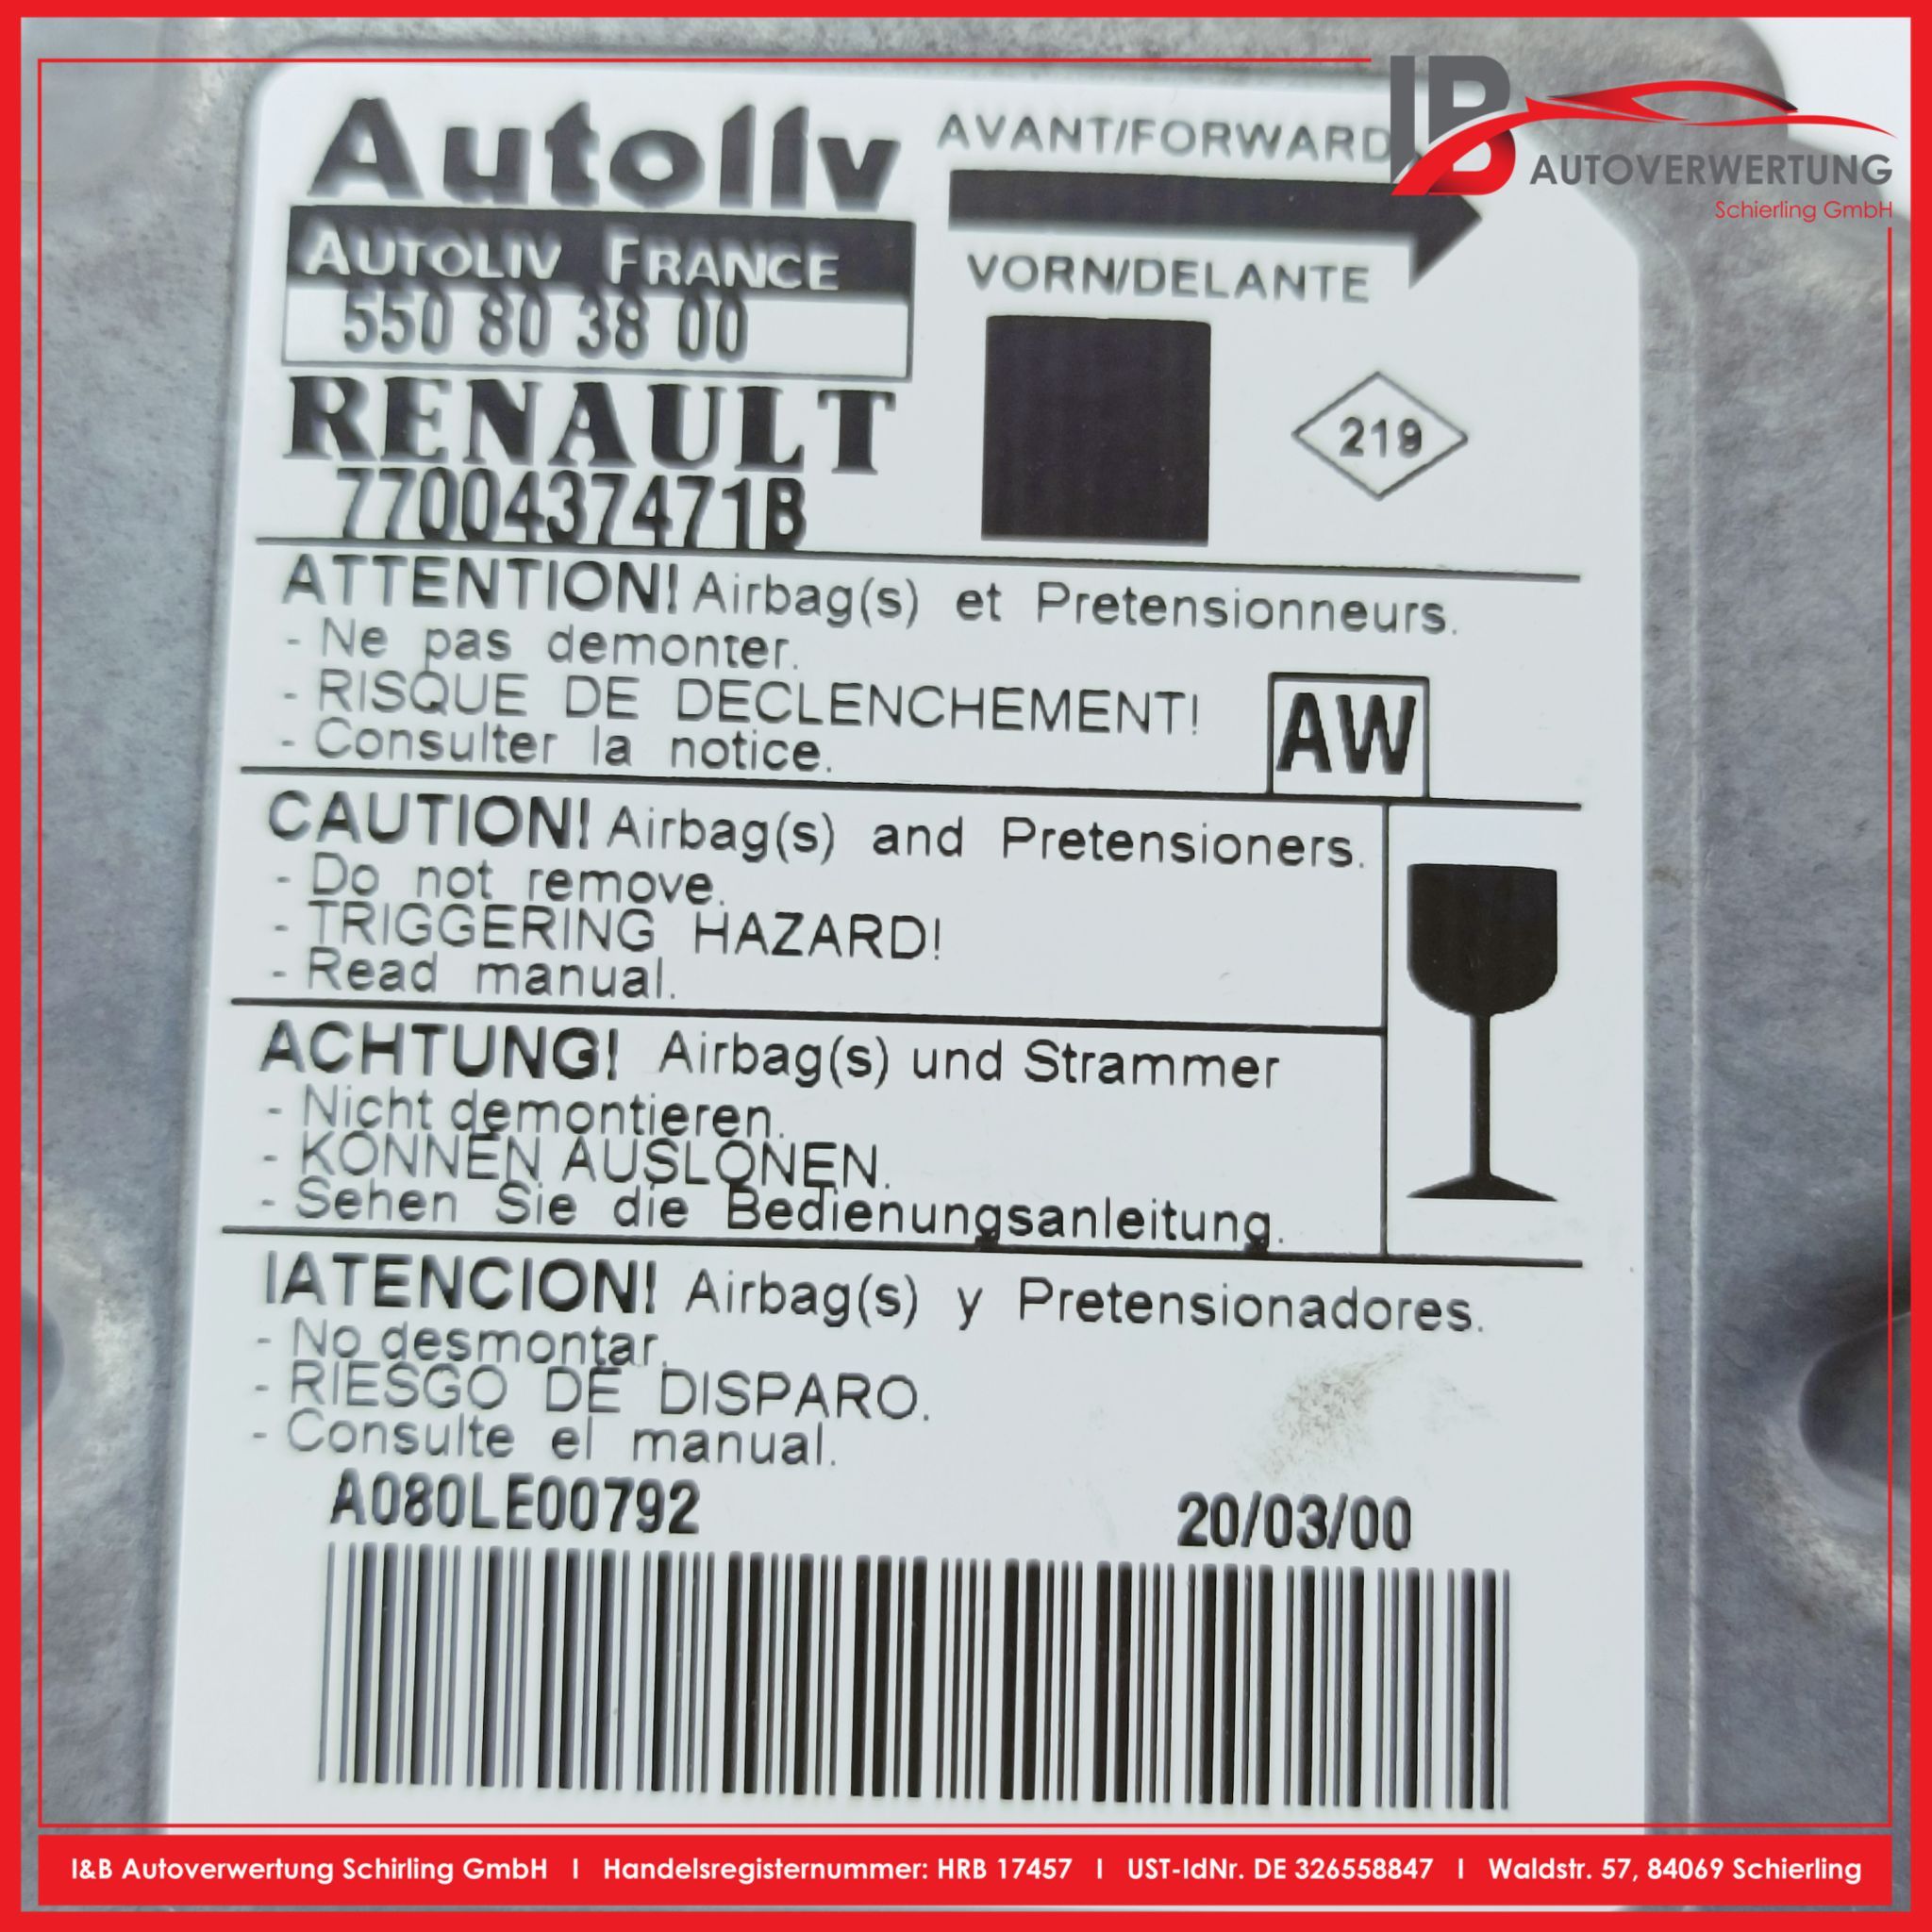 Autoliv
AUTOLIV FRANCE
550 80 38 00
RENAULT
7700437471B
AVANT/FORWARD
VORN/DELANTE
219
IB
AUTOVERWERTUNG
Schierling GmbH
ATTENTION! Airbag(s) et Pretensionneurs.
- Ne pas demonter.
- RISQUE DE DECLENCHEMENT!
- Consulter la notice.
AW
CAUTION! Airbag(s) and Pretensioners.
- Do not remove.
- TRIGGERING HAZARD!
- Read manual.
ACHTUNG! Airbag(s) und Strammer
- Nicht demontieren.
- KONNEN AUSLONEN.
- Sehen Sie die Bedienungsanleitung.
IATENCION! Airbag(s) y Pretensionadores.
- No desmontar.
- RIESGO DE DISPARO.
- Consulte el manual.
A080LE00792 20/03/00
I&B Autoverwertung Schirling GmbH I Handelsregisternummer: HRB 17457 I UST-IdNr. DE 326558847 I Waldstr. 57, 84069 Schierling